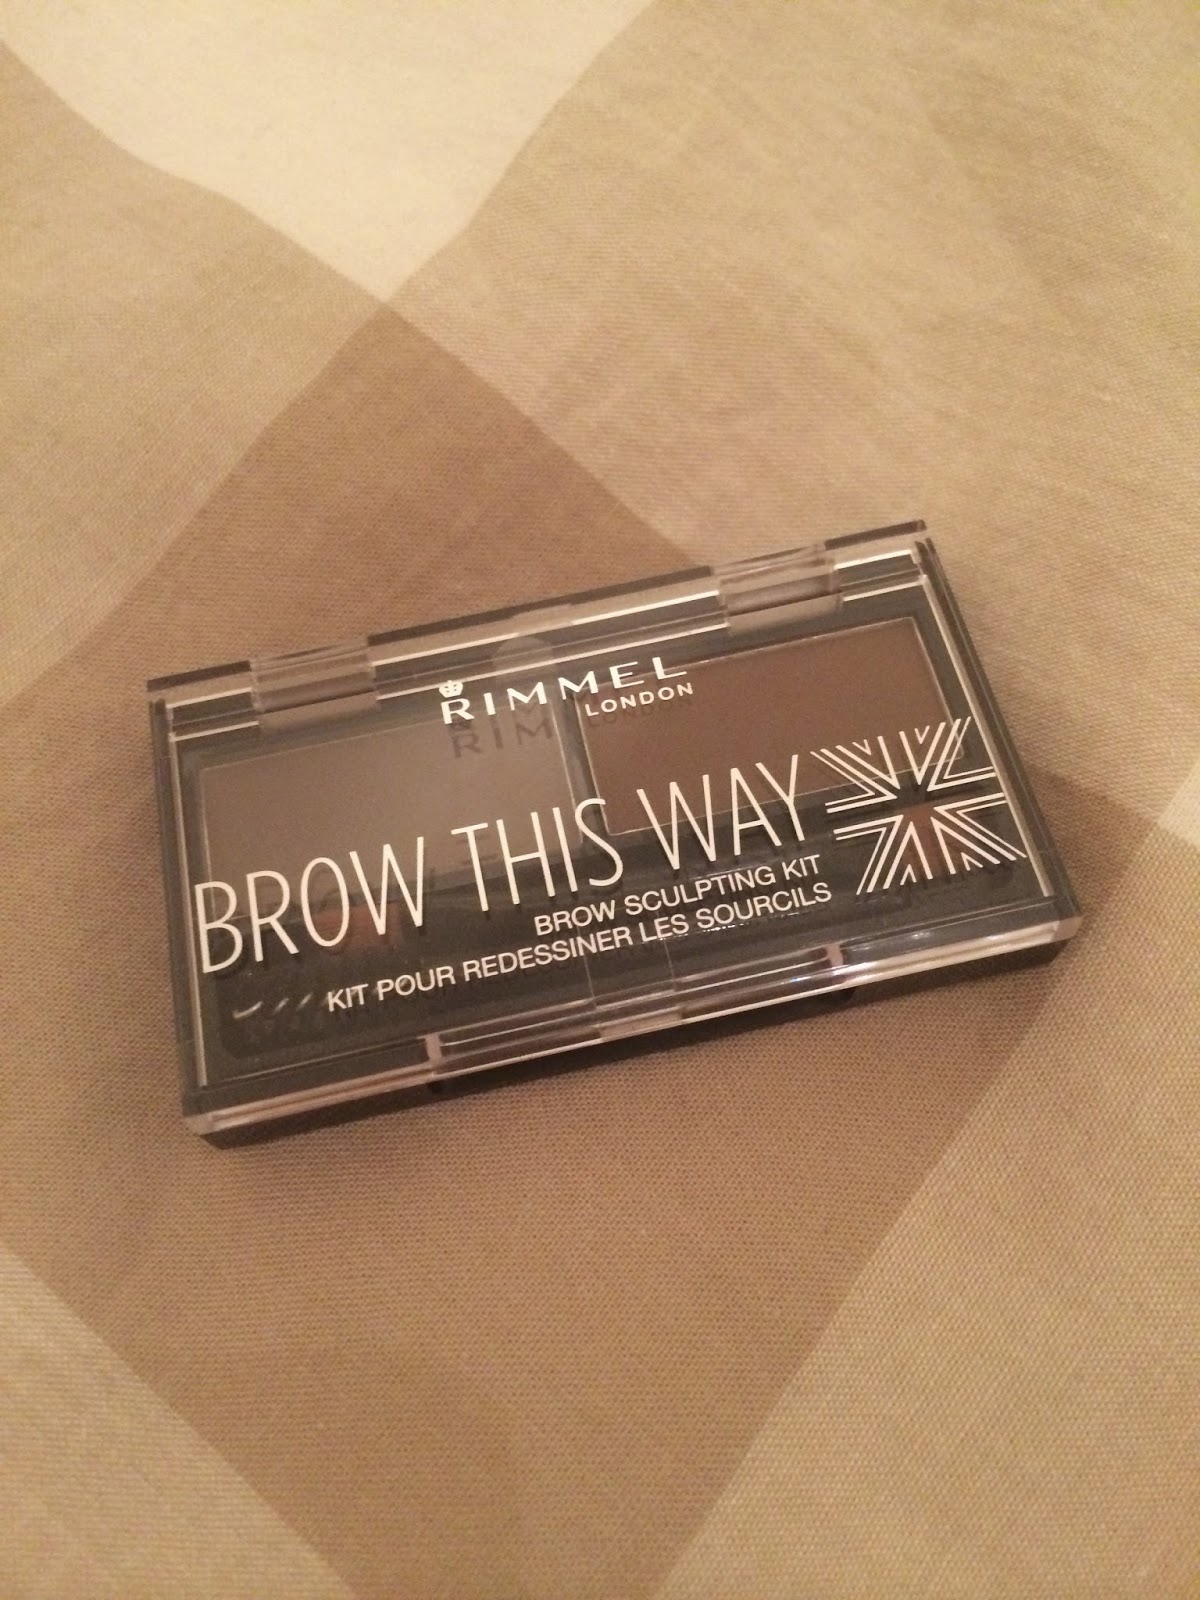 RIMMEL
LONDON
BROW THIS WAY
BROW SCULPTING KIT
KIT POUR REDESSINER LES SOURCILS